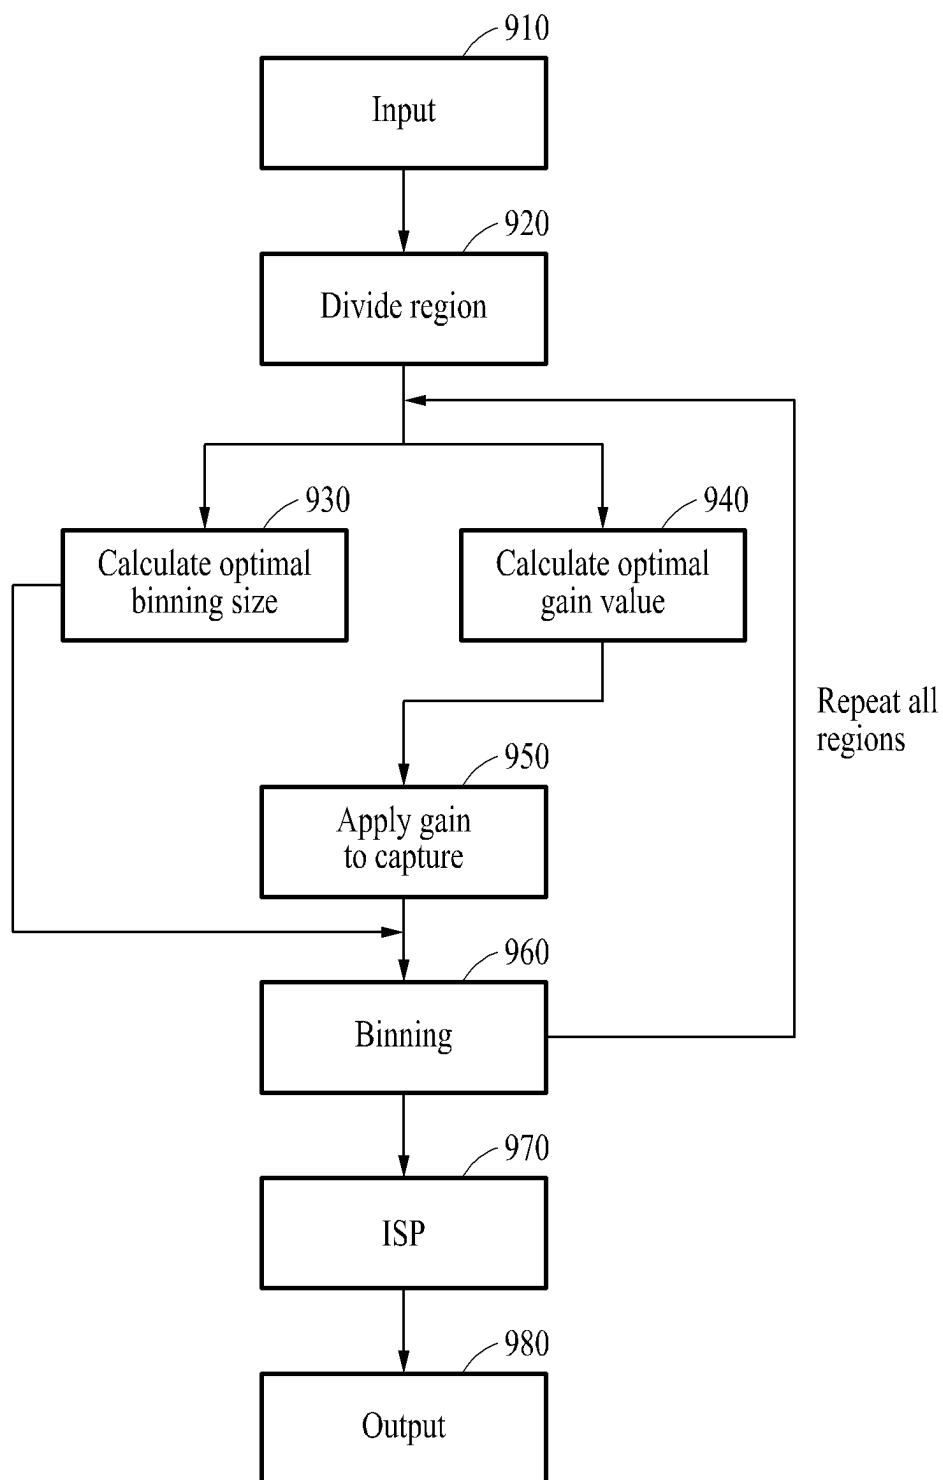 910
Input
920
Divide region
930
Calculate optimal
binning size
940
Calculate optimal
gain value
Repeat all
regions
950
Apply gain
to capture
960
Binning
970
ISP
980
Output